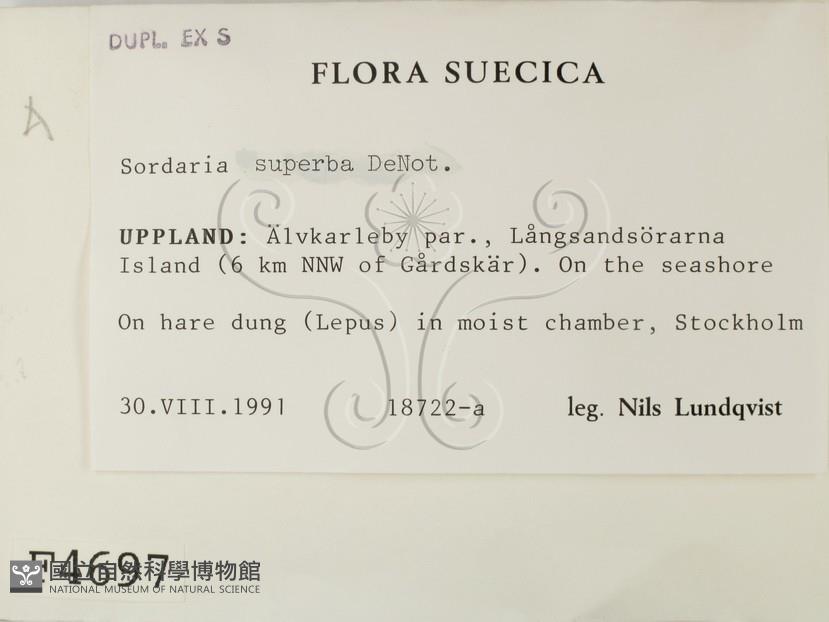 DUPL. EX S
FLORA SUECICA
A
Sordaria superba DeNot.
UPPLAND: Älvkarleby par., Långsandsörarna
Island (6 km NNW of Gårdskär). On the seashore
On hare dung (Lepus) in moist chamber, Stockholm
30.VIII.1991 18722-a leg. Nils Lundqvist
F4697
國立自然科學博物館
NATIONAL MUSEUM OF NATURAL SCIENCE